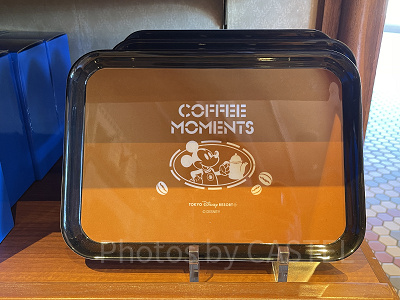 COFFEE
MOMENTS
TOKYO Disney RESORT®
©DISNEY
Photos by CASTEL